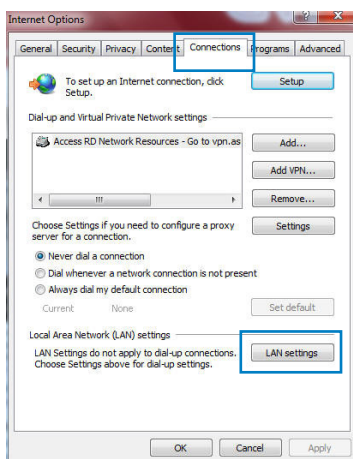 Internet Options
General Security Privacy Content Connections Programs Advanced
To set up an Internet connection, click
Setup.
Setup
Dial-up and Virtual Private Network settings
Access RD Network Resources - Go to vpn.as
Add...
Add VPN...
Remove...
Choose Settings if you need to configure a proxy
server for a connection.
Settings
Never dial a connection
Dial whenever a network connection is not present
Always dial my default connection
Current None
Set default
Local Area Network (LAN) settings
LAN Settings do not apply to dial-up connections.
Choose Settings above for dial-up settings.
LAN settings
OK Cancel Apply